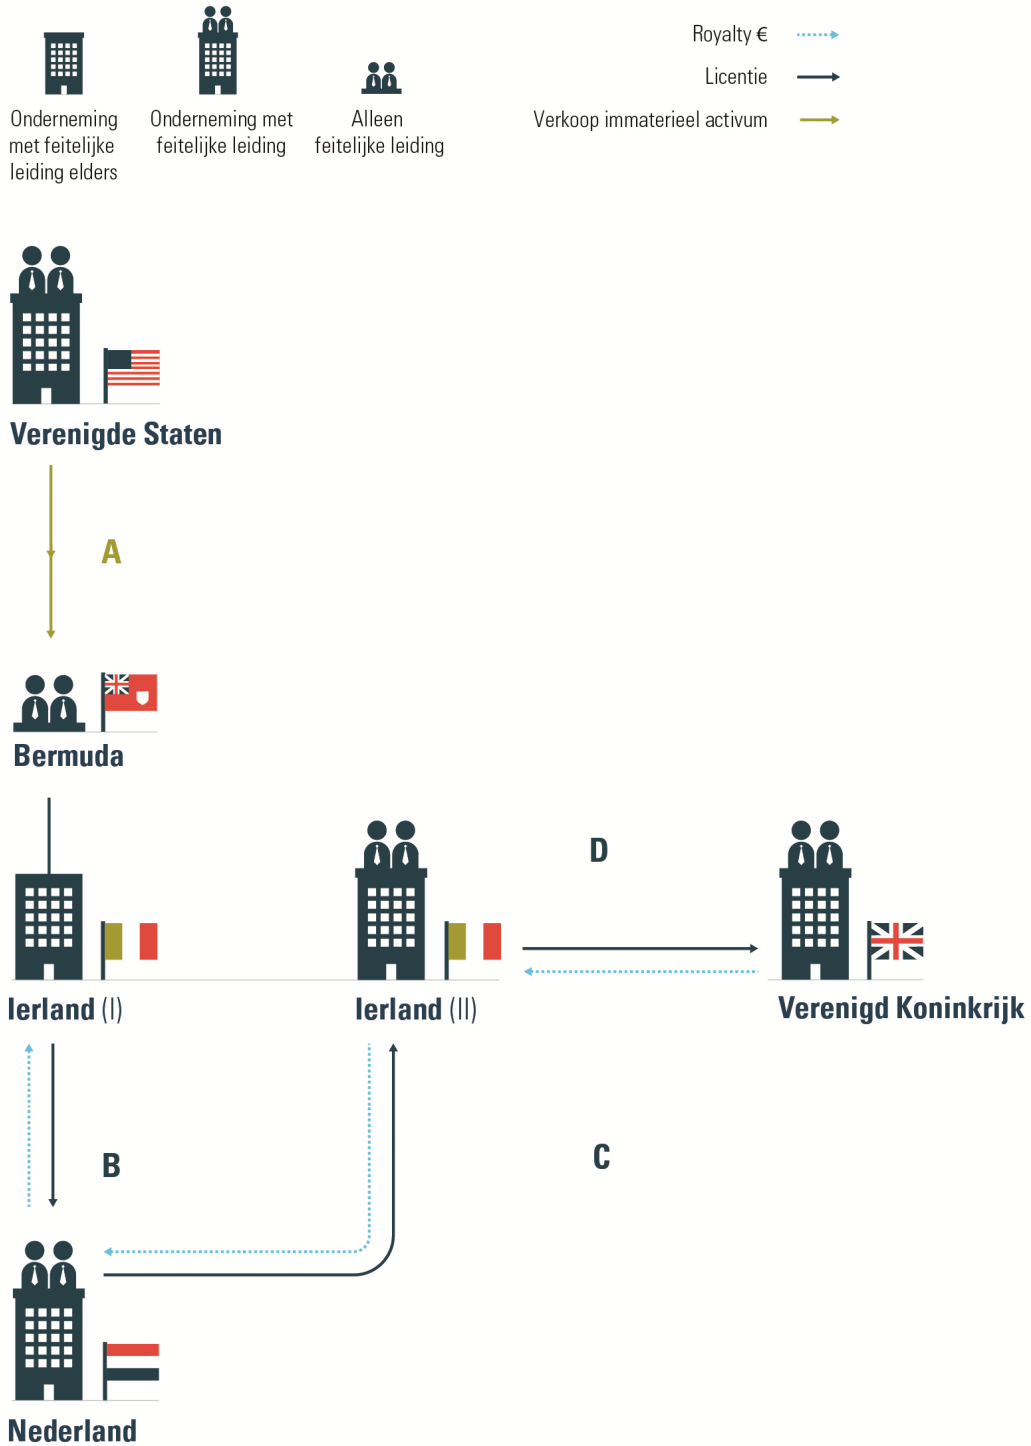 Onderneming
met feitelijke
leiding elders
Onderneming met
feitelijke leiding
Alleen
feitelijke leiding
Royalty €
Licentie
Verkoop immaterieel activum
Verenigde Staten
A
Bermuda
D
Ierland (I)
Ierland (II)
Verenigd Koninkrijk
B
C
Nederland